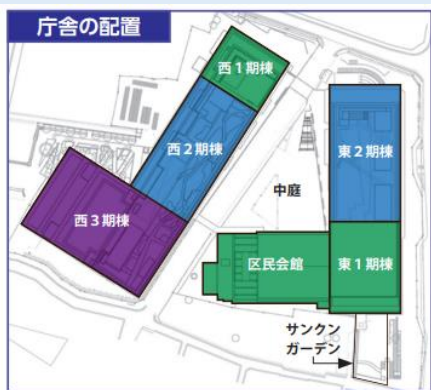 庁舎の配置
西1期棟
西2期棟
東2期棟
中庭
西3期棟
区民会館
東1期棟
サンクン
ガーデン